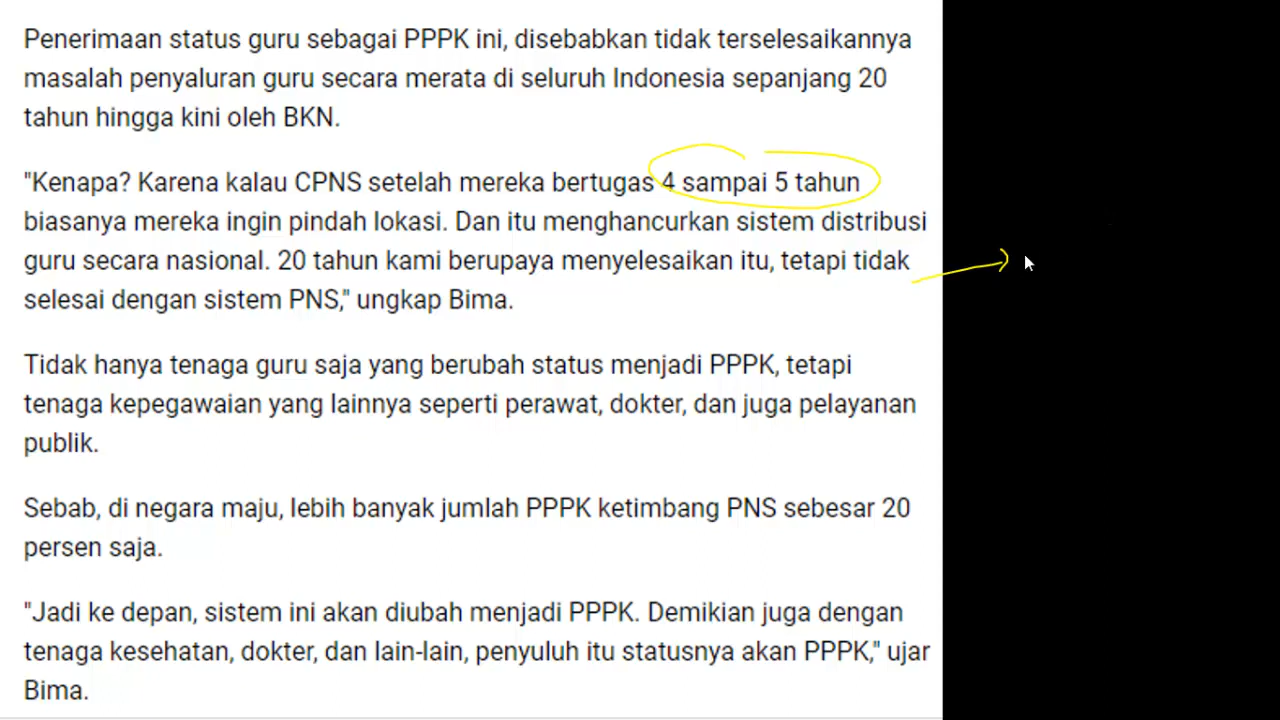 Penerimaan status guru sebagai PPPK ini, disebabkan tidak terselesaikannya
masalah penyaluran guru secara merata di seluruh Indonesia sepanjang 20
tahun hingga kini oleh BKN.
"Kenapa? Karena kalau CPNS setelah mereka bertugas 4 sampai 5 tahun
biasanya mereka ingin pindah lokasi. Dan itu menghancurkan sistem distribusi
guru secara nasional. 20 tahun kami berupaya menyelesaikan itu, tetapi tidak
selesai dengan sistem PNS," ungkap Bima.
Tidak hanya tenaga guru saja yang berubah status menjadi PPPK, tetapi
tenaga kepegawaian yang lainnya seperti perawat, dokter, dan juga pelayanan
publik.
Sebab, di negara maju, lebih banyak jumlah PPPK ketimbang PNS sebesar 20
persen saja.
"Jadi ke depan, sistem ini akan diubah menjadi PPPK. Demikian juga dengan
tenaga kesehatan, dokter, dan lain-lain, penyuluh itu statusnya akan PPPK," ujar
Bima.